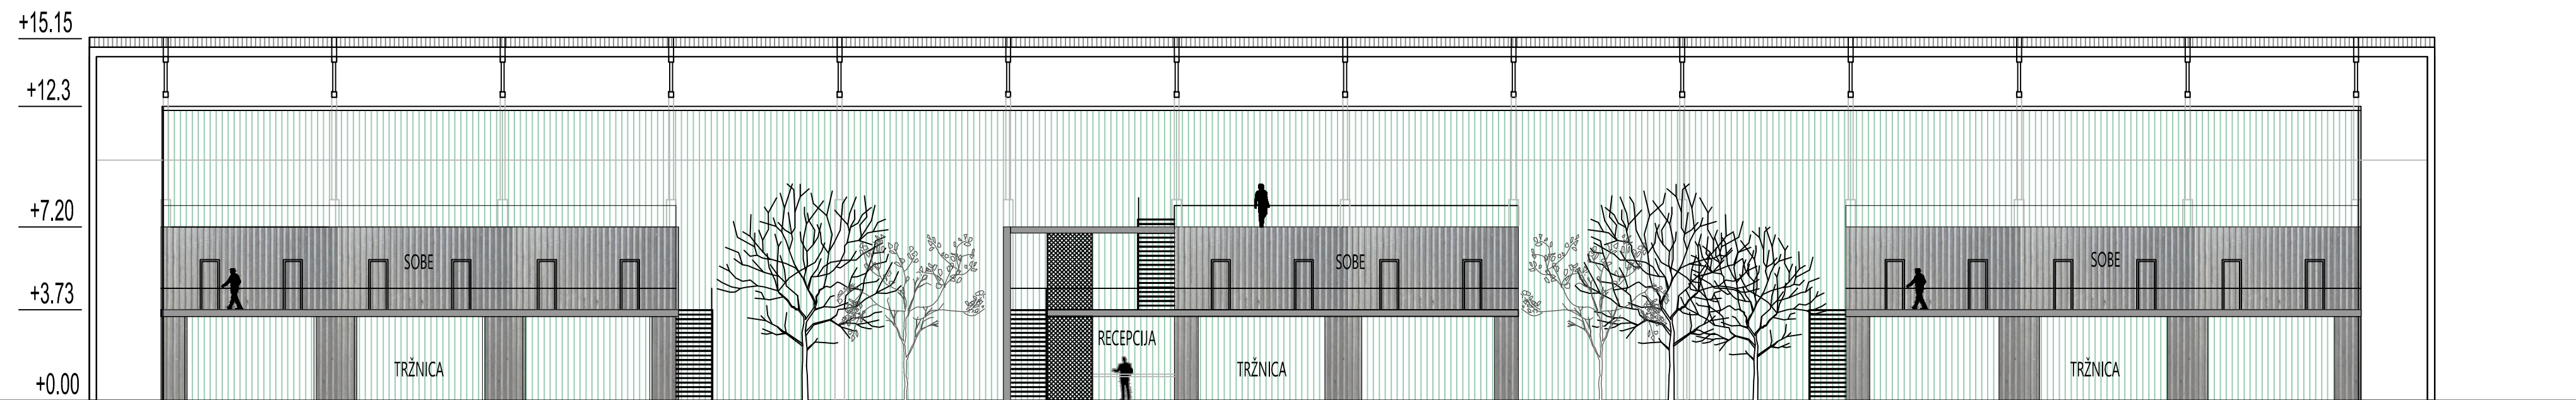 +15.15
+12.3
+7.20
SOBE
SOBE
SOBE
+3.73
RECEPCIJA
TRŽNICA
TRŽNICA
TRŽNICA
+0.00